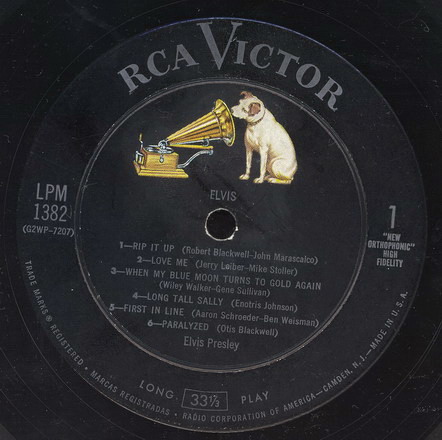 RCA VICTOR
ELVIS
LPM
1382
(G2WP-7207)
1
"NEW
ORTHOPHONIC"
HIGH
FIDELITY
1—RIP IT UP (Robert Blackwell-John Marascalco)
2—LOVE ME (Jerry Leiber-Mike Stoller)
3—WHEN MY BLUE MOON TURNS TO GOLD AGAIN
(Wiley Walker-Gene Sullivan)
4—LONG TALL SALLY (Enotris Johnson)
5—FIRST IN LINE (Aaron Schroeder-Ben Weisman)
6—PARALYZED (Otis Blackwell)
Elvis Presley
LONG 33⅓ PLAY
TRADE MARKS ® REGISTERED • MARCAS REGISTRADAS • RADIO CORPORATION OF AMERICA—CAMDEN, N.J.—MADE IN U.S.A.